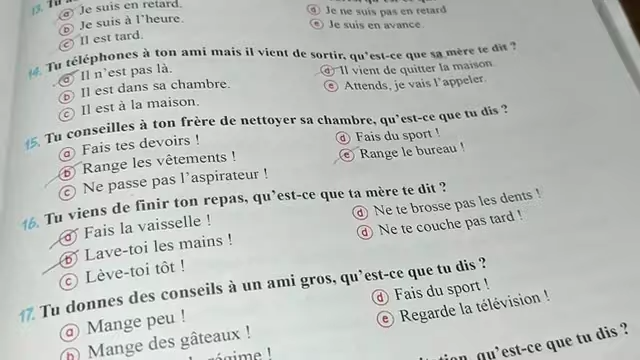 13. Tu
ⓐ Je suis en retard.
ⓓ Je ne suis pas en retard
ⓑ Je suis à l'heure.
ⓔ Je suis en avance
ⓒ Il est tard.
14. Tu téléphones à ton ami mais il vient de sortir, qu'est-ce que sa mère te dit ?
ⓐ Il n'est pas là.
ⓓ Il vient de quitter la maison
ⓑ Il est dans sa chambre.
ⓔ Attends, je vais l'appeler.
ⓒ Il est à la maison.
15. Tu conseilles à ton frère de nettoyer sa chambre, qu'est-ce que tu dis ?
ⓐ Fais tes devoirs !
ⓓ Fais du sport !
ⓑ Range les vêtements !
ⓔ Range le bureau !
ⓒ Ne passe pas l'aspirateur !
16. Tu viens de finir ton repas, qu'est-ce que ta mère te dit ?
ⓐ Fais la vaisselle !
ⓓ Ne te brosse pas les dents !
ⓑ Lave-toi les mains !
ⓓ Ne te couche pas tard !
ⓒ Lève-toi tôt !
17. Tu donnes des conseils à un ami gros, qu'est-ce que tu dis ?
ⓐ Mange peu !
ⓓ Fais du sport !
ⓑ Mange des gâteaux !
ⓔ Regarde la télévision !
régime !
qu'est-ce que tu dis ?